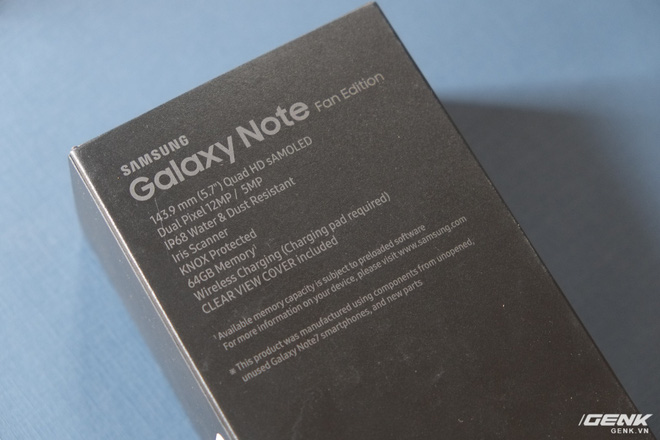 SAMSUNG
Galaxy Note Fan Edition
143.9 mm (5.7") Quad HD sAMOLED
Dual Pixel 12MP / 5MP
IP68 Water & Dust Resistant
Iris Scanner
KNOX Protected
64GB Memory¹
Wireless Charging (Charging pad required)
CLEAR VIEW COVER included
¹ Available memory capacity is subject to preloaded software
For more information on your device, please visit www.samsung.com
※ This product was manufactured using components from unopened,
unused Galaxy Note7 smartphones, and new parts
GENK
GENK.VN